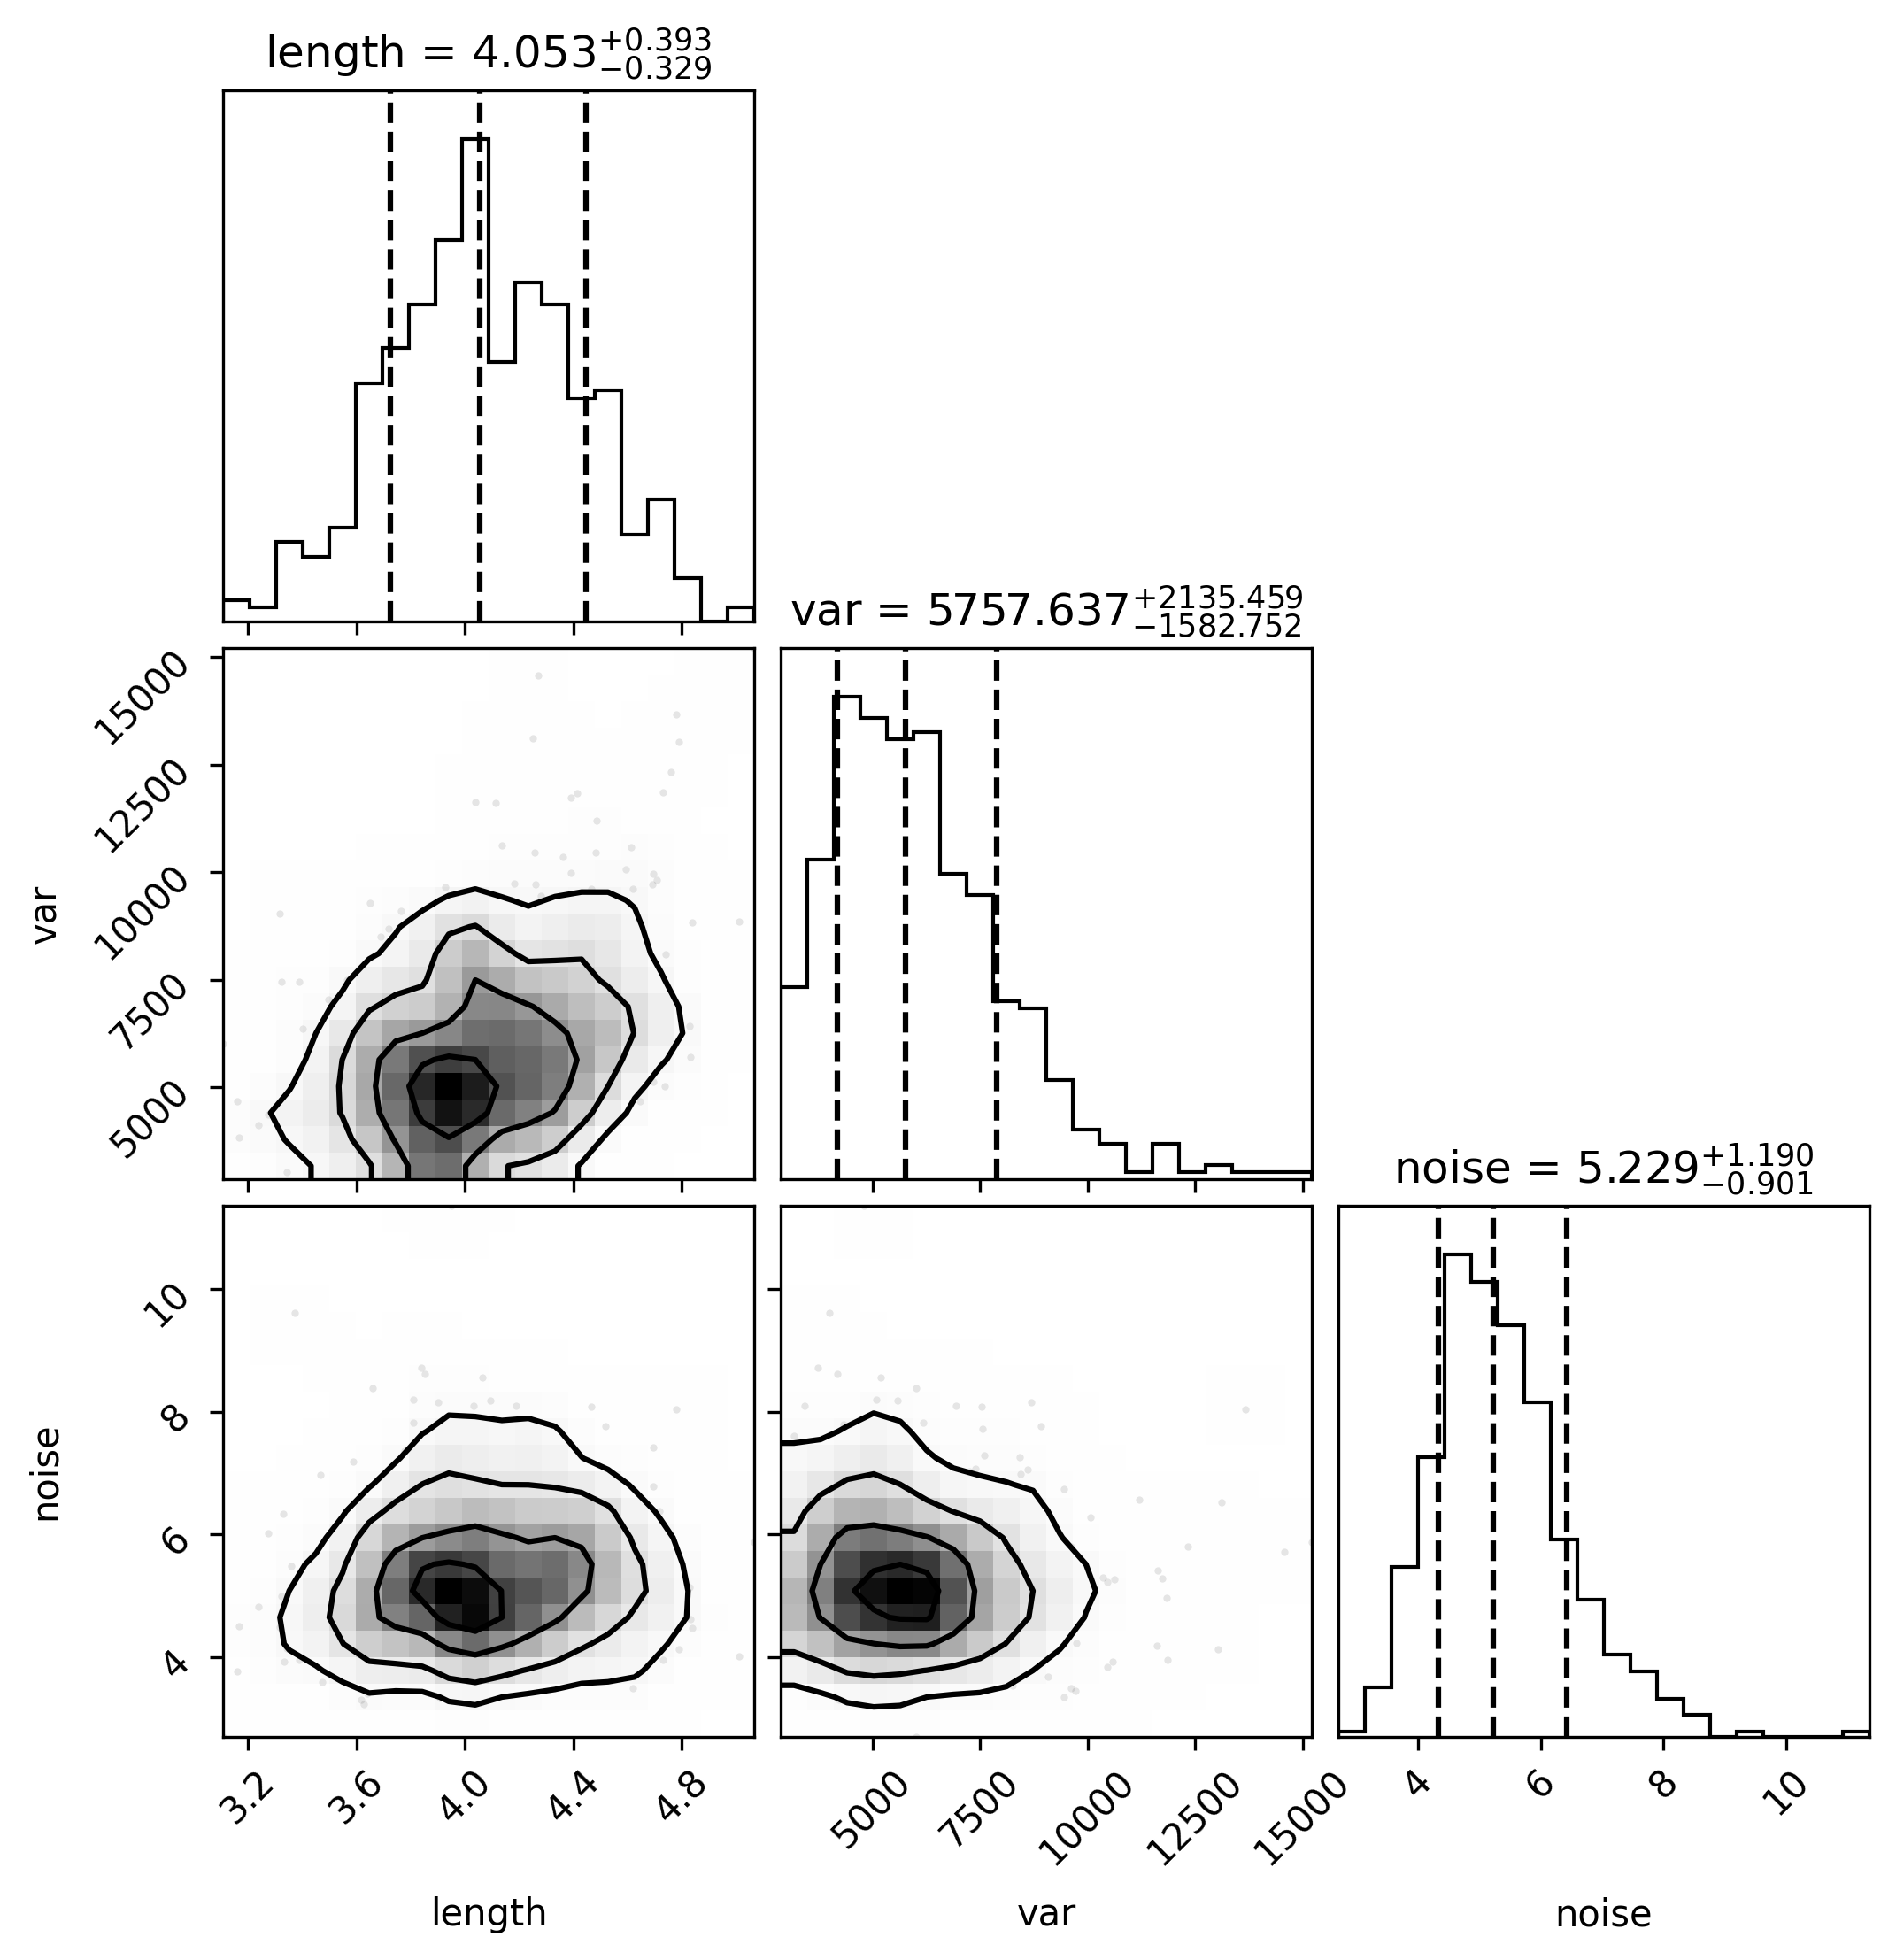 length = 4.053+0.393−0.329
var = 5757.637+2135.459−1582.752
15000
12500
10000
7500
5000
var
noise = 5.229+1.190−0.901
10
8
6
4
noise
3.2 3.6 4.0 4.4 4.8 5000 7500 10000 12500 15000 4 6 8 10
length var noise